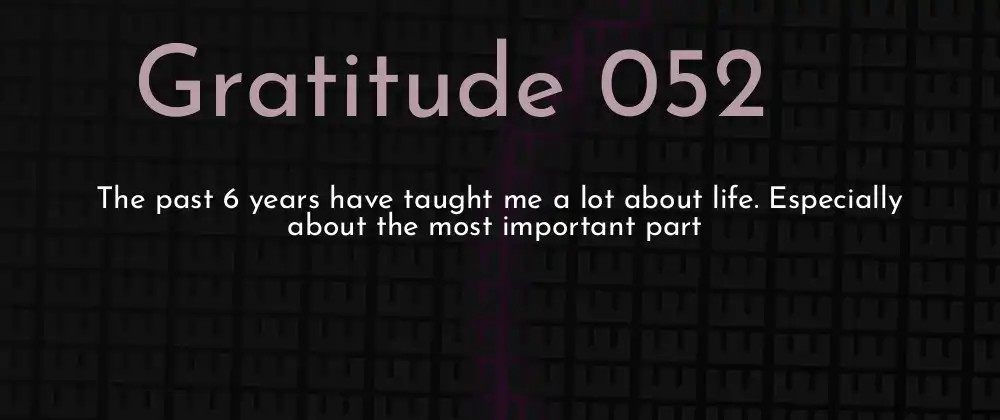 Gratitude 052
The past 6 years have taught me a lot about life. Especially
about the most important part